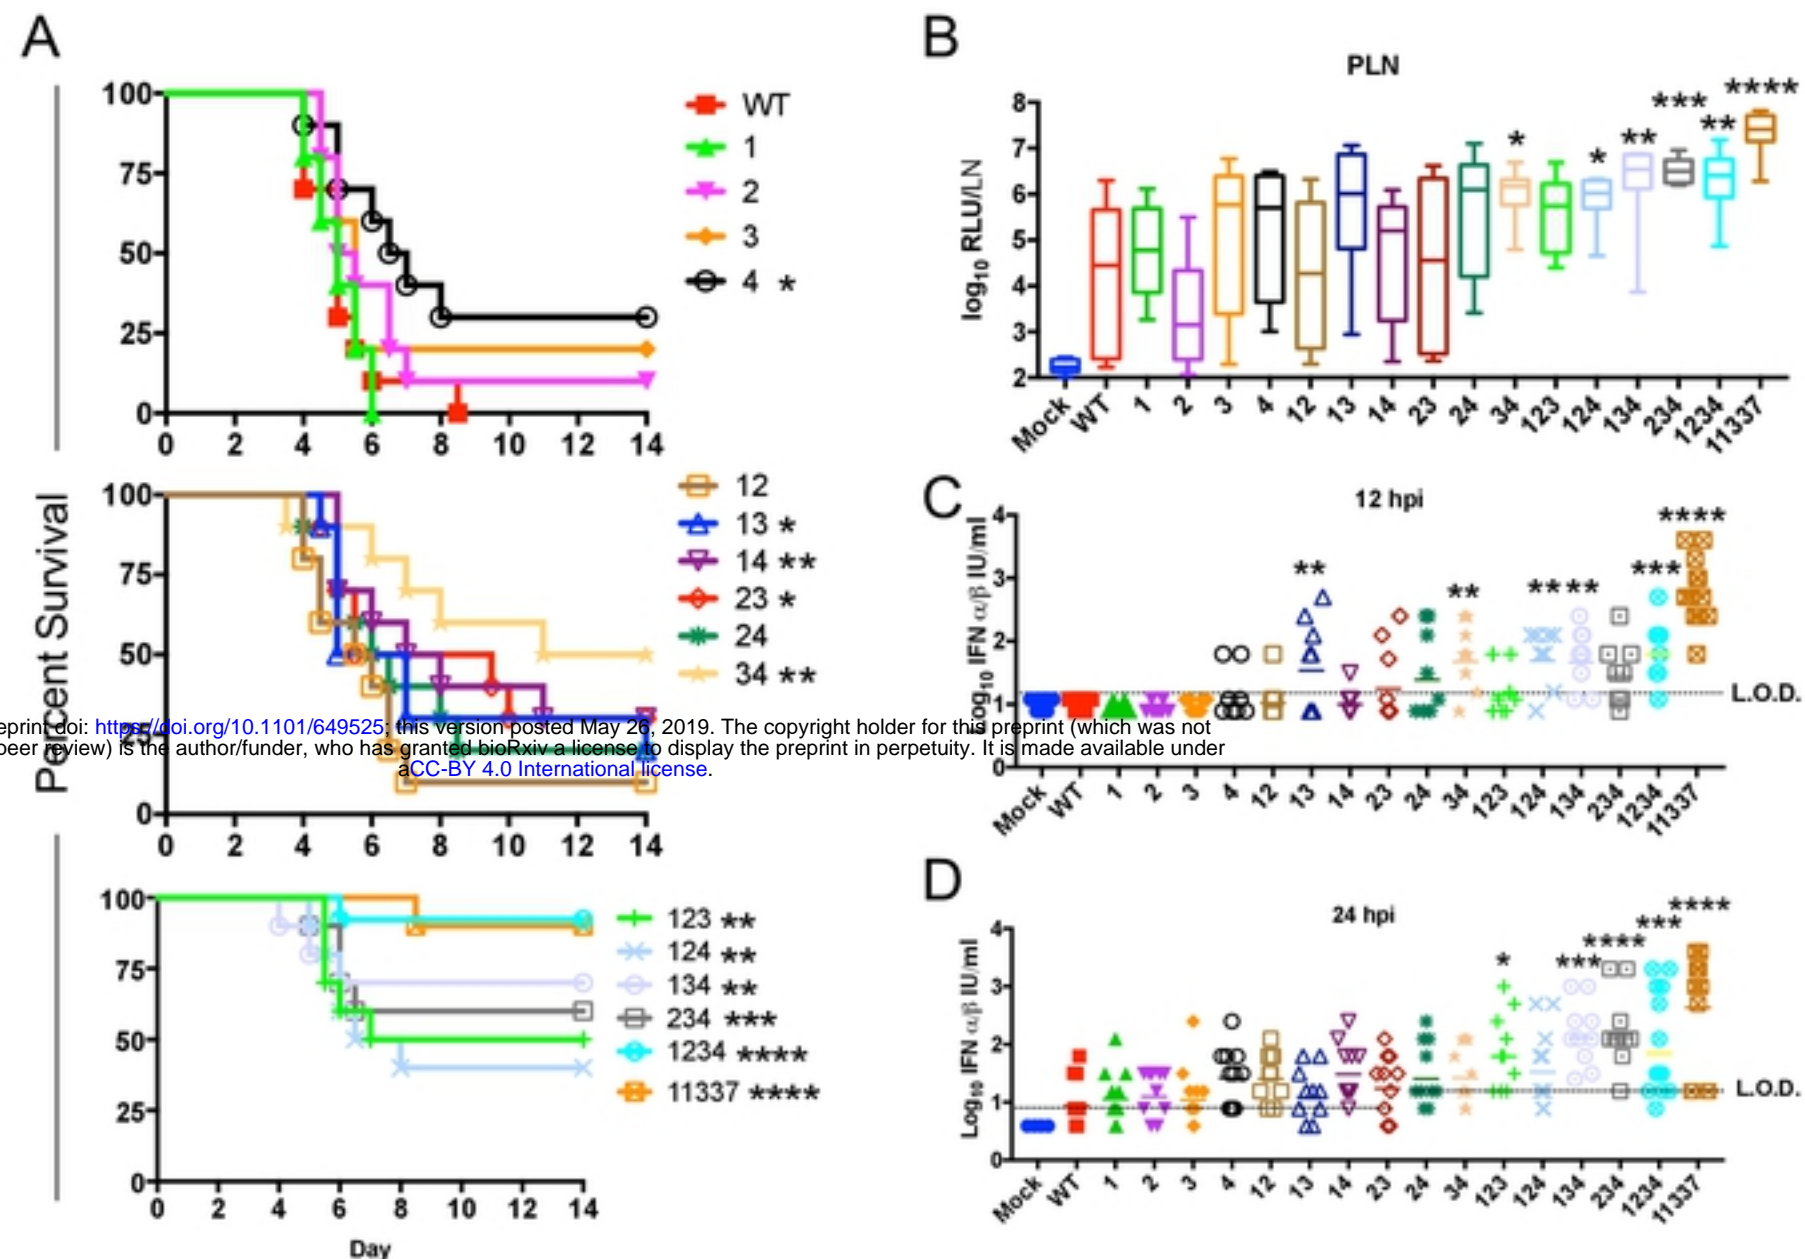 A
Percent Survival
100
75
50
25
0
0 2 4 6 8 10 12 14
WT
1
2
3
4 *
100
75
50
25
0
0 2 4 6 8 10 12 14
12
13 *
14 **
23 *
24
34 **
100
75
50
25
0
0 2 4 6 8 10 12 14
Day
123 **
124 **
134 **
234 ***
1234 ****
11337 ****
eprint doi: https://doi.org/10.1101/649525; this version posted May 26, 2019. The copyright holder for this preprint (which was not
peer review) is the author/funder, who has granted bioRxiv a license to display the preprint in perpetuity. It is made available under
aCC-BY 4.0 International license.
B
PLN
log10 RLU/LN
8
7
6
5
4
3
2
* * ** *** ** ****
Mock WT 1 2 3 4 12 13 14 23 24 34 123 124 134 234 1234 11337
C
12 hpi
Log10 IFN α/β IU/ml
4
3
2
1
0
** ** ** ** *** ****
L.O.D.
Mock WT 1 2 3 4 12 13 14 23 24 34 123 124 134 234 1234 11337
D
24 hpi
Log10 IFN α/β IU/ml
4
3
2
1
0
* *** **** *** ****
L.O.D.
Mock WT 1 2 3 4 12 13 14 23 24 34 123 124 134 234 1234 11337